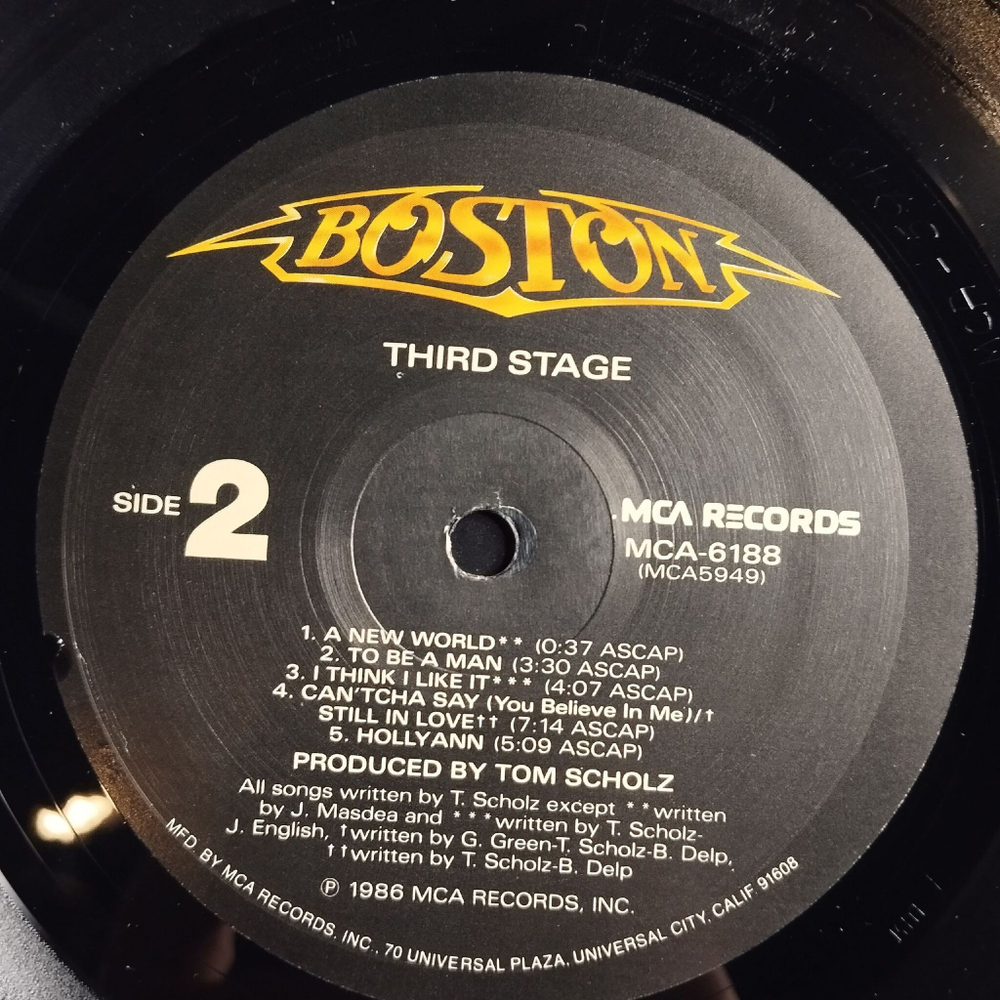 BOSTON
THIRD STAGE
SIDE 2
MCA RECORDS
MCA-6188
(MCA5949)
1. A NEW WORLD** (0:37 ASCAP)
2. TO BE A MAN (3:30 ASCAP)
3. I THINK I LIKE IT*** (4:07 ASCAP)
4. CAN'TCHA SAY (You Believe In Me)/†
STILL IN LOVE†† (7:14 ASCAP)
5. HOLLYANN (5:09 ASCAP)
PRODUCED BY TOM SCHOLZ
All songs written by T. Scholz except **written
by J. Masdea and ***written by T. Scholz-
J. English, †written by G. Green-T. Scholz-B. Delp,
††written by T. Scholz-B. Delp
℗ 1986 MCA RECORDS, INC.
MFD. BY MCA RECORDS, INC., 70 UNIVERSAL PLAZA, UNIVERSAL CITY, CALIF. 91608